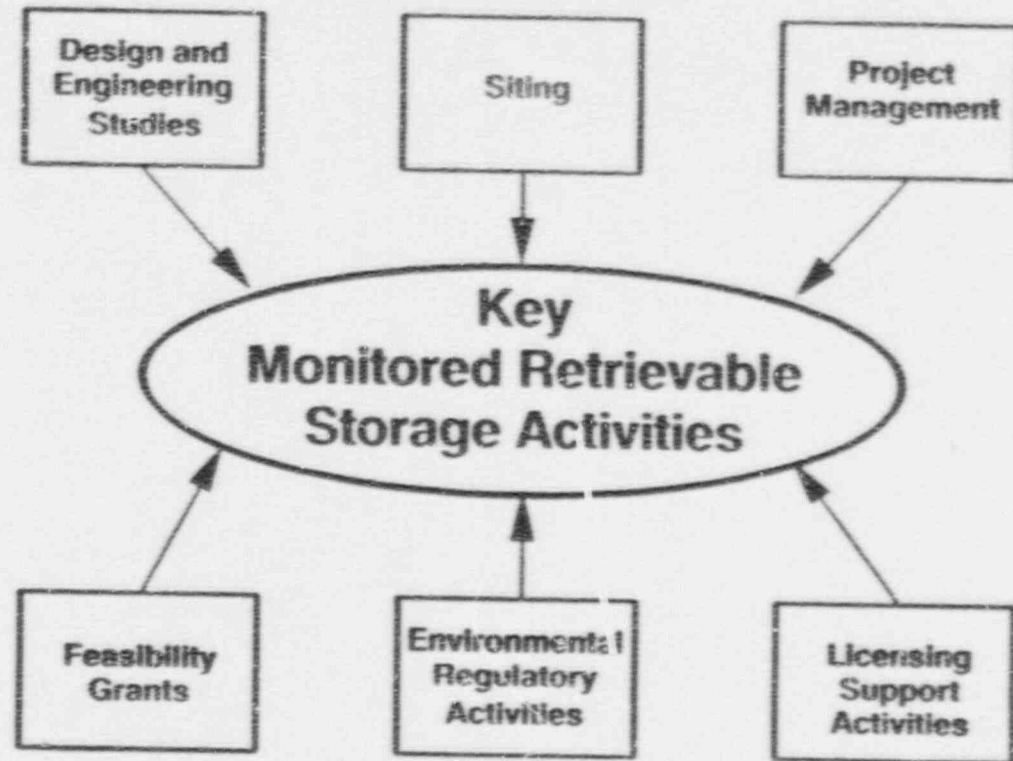 Design and
Engineering
Studies
Siting
Project
Management
Key
Monitored Retrievable
Storage Activities
Feasibility
Grants
Environmental
Regulatory
Activities
Licensing
Support
Activities